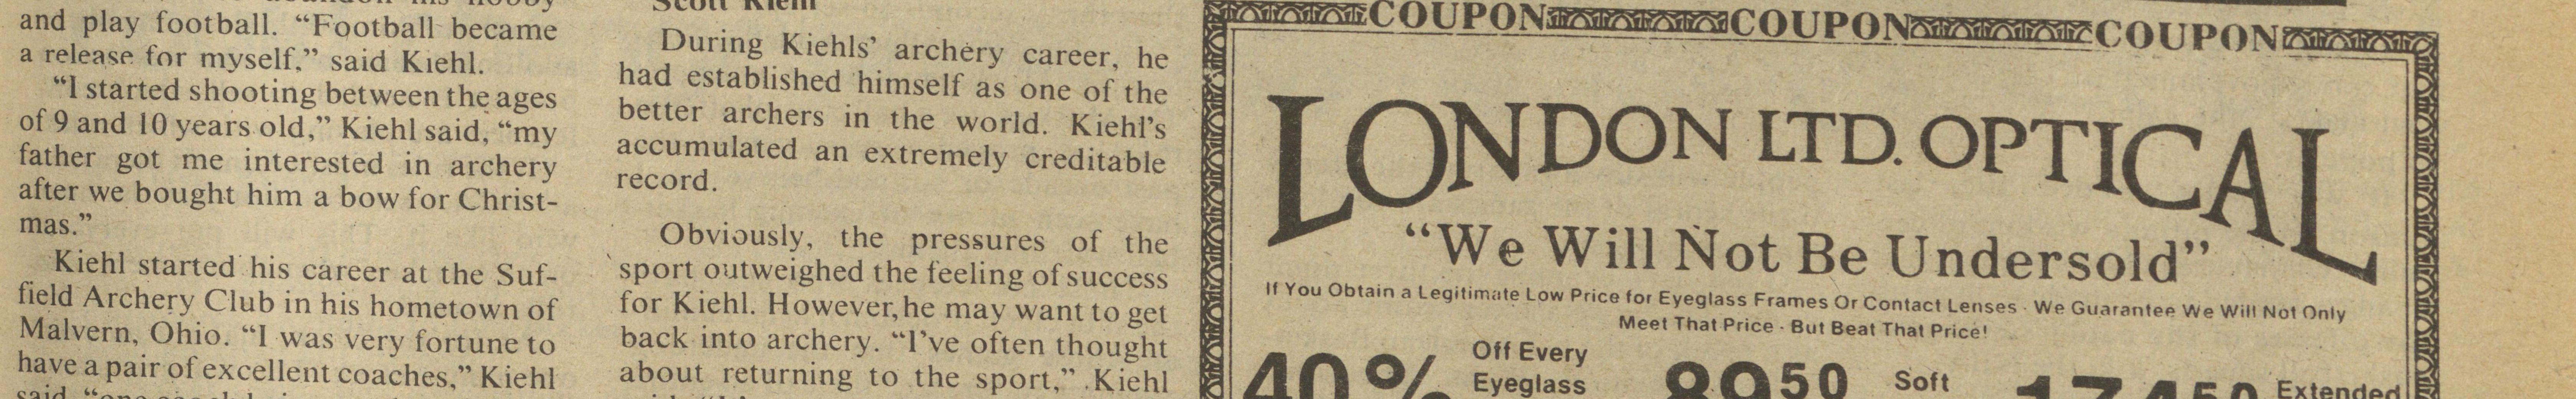 and play football. “Football became
a release for myself,” said Kiehl.
“I started shooting between the ages
of 9 and 10 years old,” Kiehl said, “my
father got me interested in archery
after we bought him a bow for Christ-
mas.”
Kiehl started his career at the Suf-
field Archery Club in his hometown of
Malvern, Ohio. “I was very fortune to
have a pair of excellent coaches,” Kiehl
Scott Kiehl
During Kiehls’ archery career, he
had established himself as one of the
better archers in the world. Kiehl’s
accumulated an extremely creditable
record.
Obviously, the pressures of the
sport outweighed the feeling of success
for Kiehl. However, he may want to get
back into archery. “I’ve often thought
about returning to the sport,” Kiehl
COUPON COUPON COUPON
LONDON LTD. OPTICAL
“We Will Not Be Undersold”
If You Obtain a Legitimate Low Price for Eyeglass Frames Or Contact Lenses · We Guarantee We Will Not Only
Meet That Price · But Beat That Price!
40% Off Every
Eyeglass
8950 Soft
17450 Extended